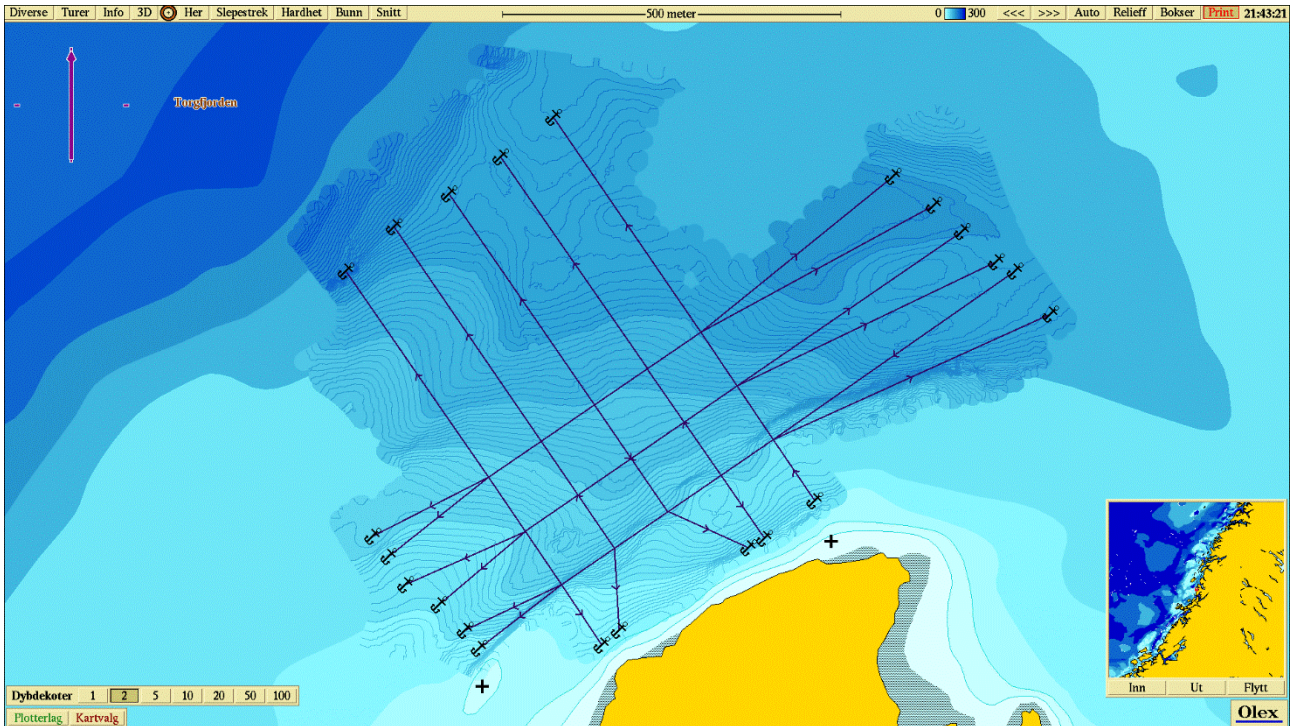 Diverse Turer Info 3D Her Slepestrek Hardhet Bunn Snitt 500 meter 0 300 <<< >>> Auto Relieff Bokser Print 21:43:21
Torgfjorden
Inn Ut Flytt
Dybdekoter 1 2 5 10 20 50 100
Plotterlag Kartvalg Olex